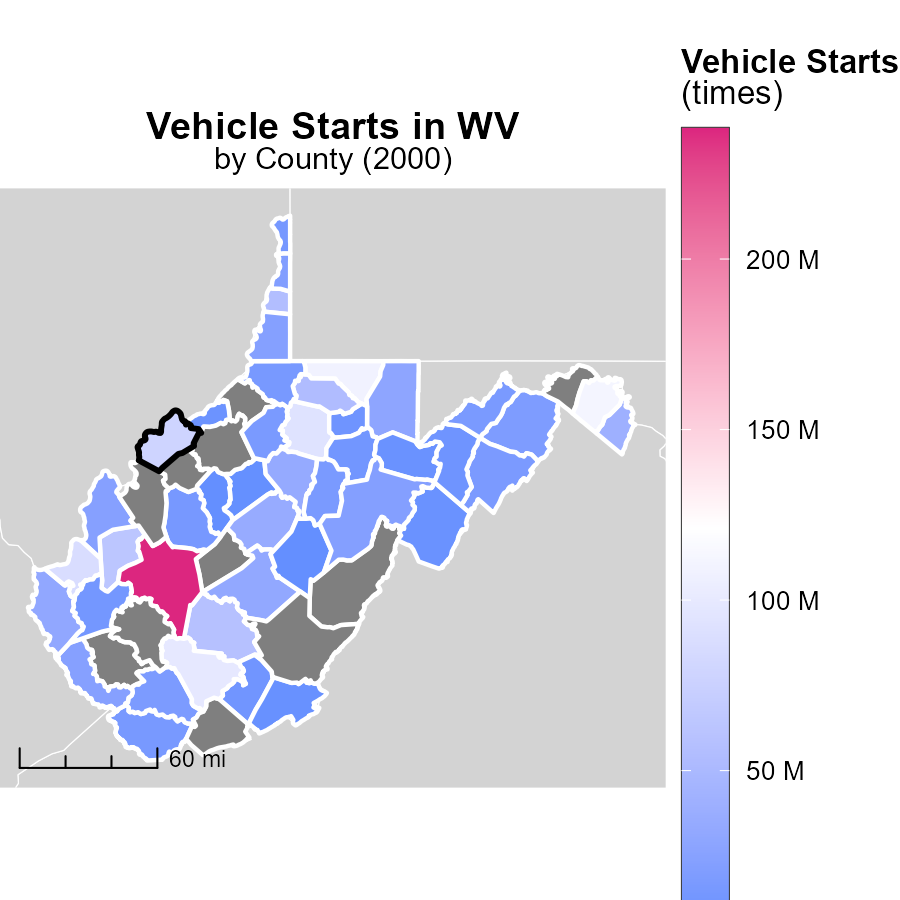 Vehicle Starts in WV
by County (2000)
Vehicle Starts
(times)
200 M
150 M
100 M
50 M
60 mi